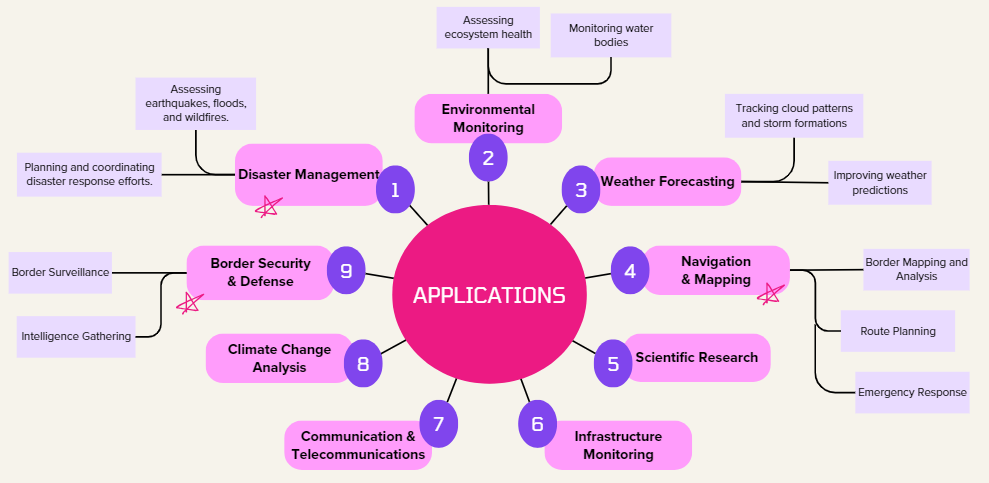 Assessing
ecosystem health
Monitoring water
bodies
Environmental
Monitoring
2
Assessing
earthquakes, floods,
and wildfires.
Planning and coordinating
disaster response efforts.
Disaster Management
1
Tracking cloud patterns
and storm formations
3
Weather Forecasting
Improving weather
predictions
Border Surveillance
Intelligence Gathering
Border Security
& Defense
9
APPLICATIONS
4
Navigation
& Mapping
Border Mapping and
Analysis
Route Planning
Emergency Response
Climate Change
Analysis
8
5
Scientific Research
Communication &
Telecommunications
7
6
Infrastructure
Monitoring